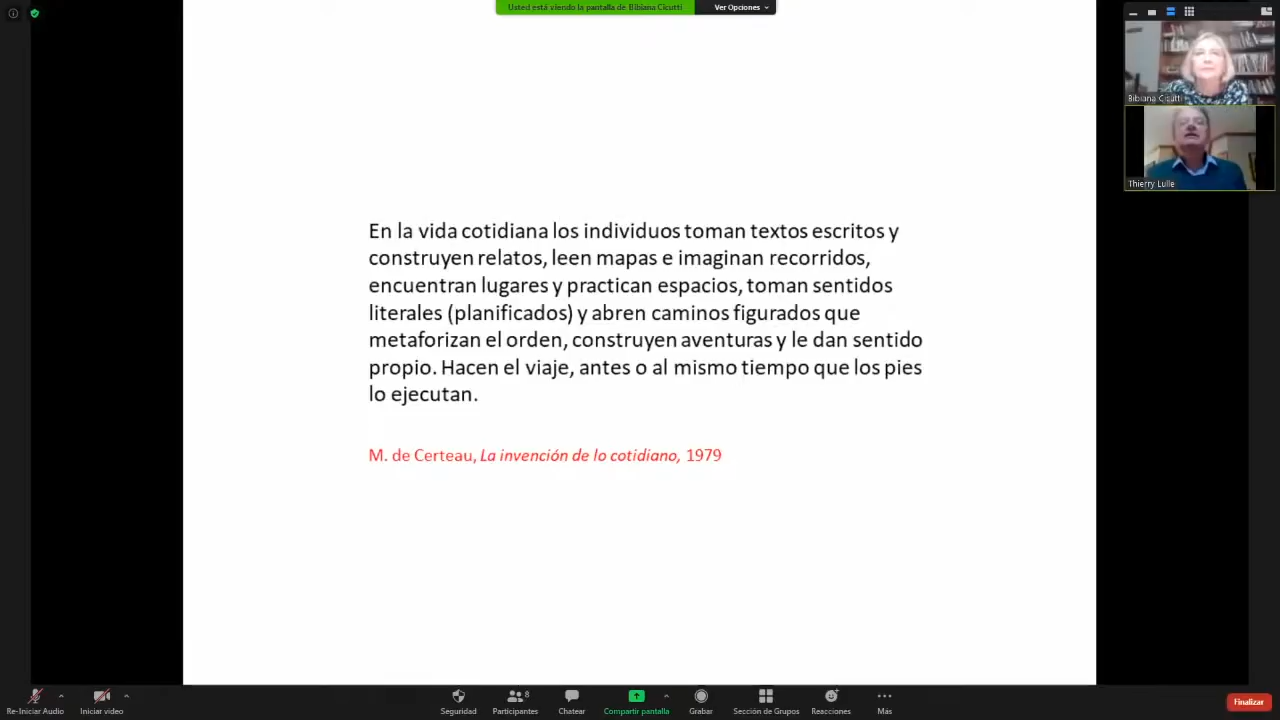 Usted está viendo la pantalla de Bibiana Cicutti
Ver Opciones
Bibiana Cicutti
Thierry Lulle
En la vida cotidiana los individuos toman textos escritos y
construyen relatos, leen mapas e imaginan recorridos,
encuentran lugares y practican espacios, toman sentidos
literales (planificados) y abren caminos figurados que
metaforizan el orden, construyen aventuras y le dan sentido
propio. Hacen el viaje, antes o al mismo tiempo que los pies
lo ejecutan.
M. de Certeau, La invención de lo cotidiano, 1979
Re-Iniciar Audio
Iniciar video
Seguridad
8
Participantes
Chatear
Compartir pantalla
Grabar
Sección de Grupos
Reacciones
Más
Finalizar